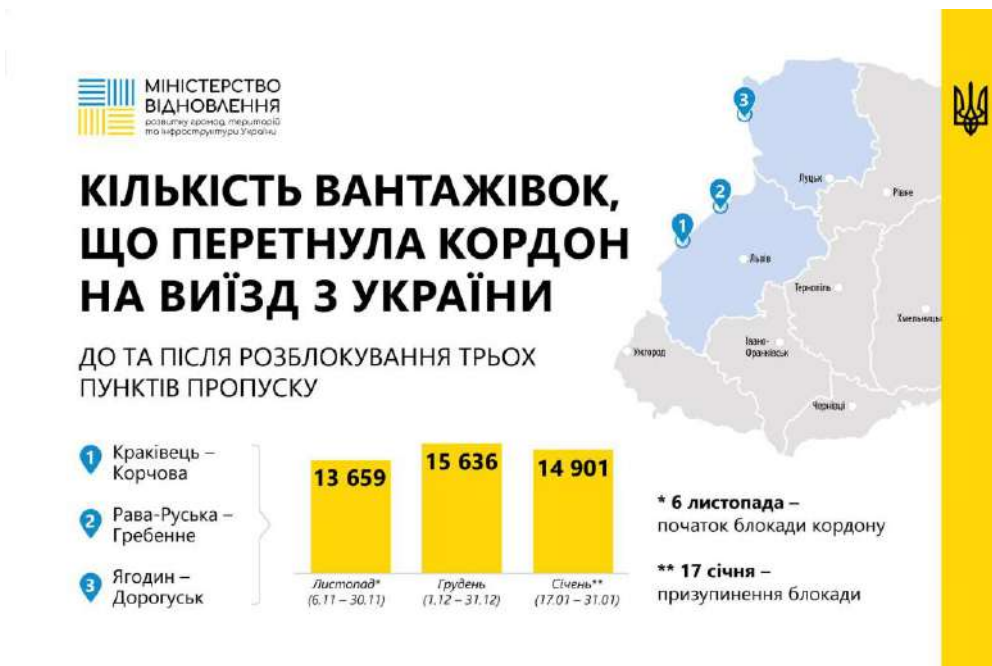 МІНІСТЕРСТВО
ВІДНОВЛЕННЯ
розвитку громад, територій
та інфраструктури України
КІЛЬКІСТЬ ВАНТАЖІВОК,
ЩО ПЕРЕТНУЛА КОРДОН
НА ВИЇЗД З УКРАЇНИ
ДО ТА ПІСЛЯ РОЗБЛОКУВАННЯ ТРЬОХ
ПУНКТІВ ПРОПУСКУ
3
2
1
Луцьк
Рівне
Львів
Тернопіль
Хмельниць
Івано-
Франківськ
Ужгород
Чернівці
1 Краківець –
Корчова
2 Рава-Руська –
Гребенне
3 Ягодин –
Дорогуськ
13 659
15 636
14 901
Листопад*
(6.11 – 30.11)
Грудень
(1.12 – 31.12)
Січень**
(17.01 – 31.01)
* 6 листопада –
початок блокади кордону
** 17 січня –
призупинення блокади